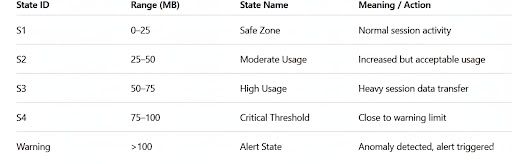 State ID Range (MB) State Name Meaning / Action
S1 0–25 Safe Zone Normal session activity
S2 25–50 Moderate Usage Increased but acceptable usage
S3 50–75 High Usage Heavy session data transfer
S4 75–100 Critical Threshold Close to warning limit
Warning >100 Alert State Anomaly detected, alert triggered